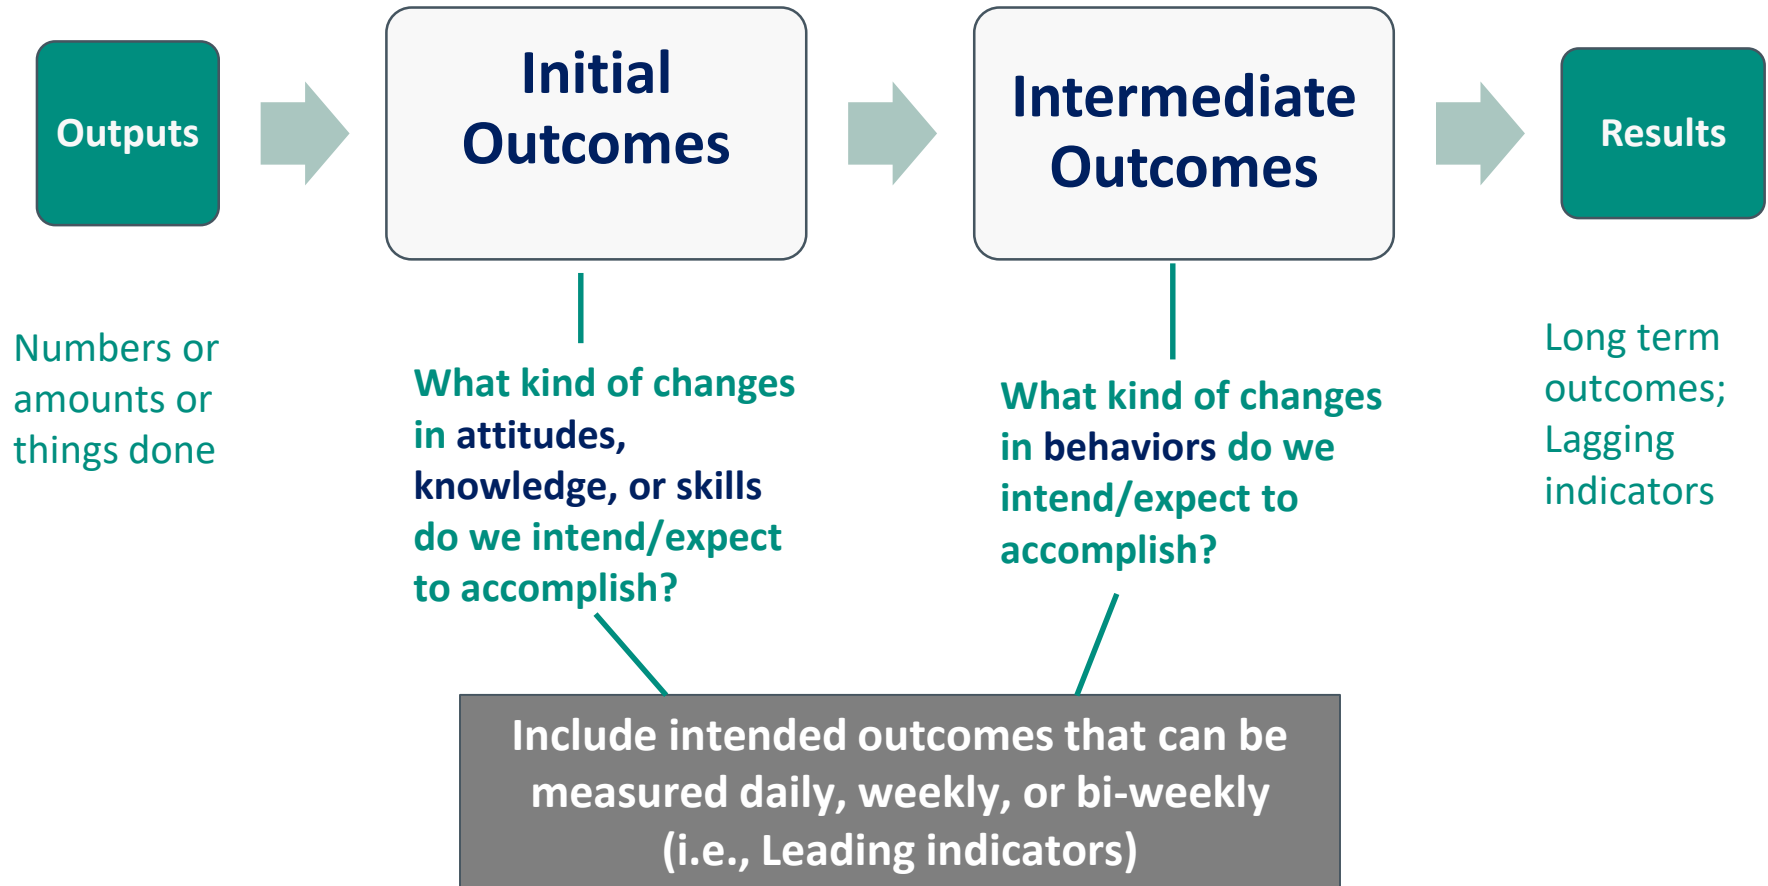 Outputs
Initial
Outcomes
Intermediate
Outcomes
Results
Numbers or
amounts or
things done
What kind of changes
in attitudes,
knowledge, or skills
do we intend/expect
to accomplish?
What kind of changes
in behaviors do we
intend/expect to
accomplish?
Long term
outcomes;
Lagging
indicators
Include intended outcomes that can be
measured daily, weekly, or bi-weekly
(i.e., Leading indicators)